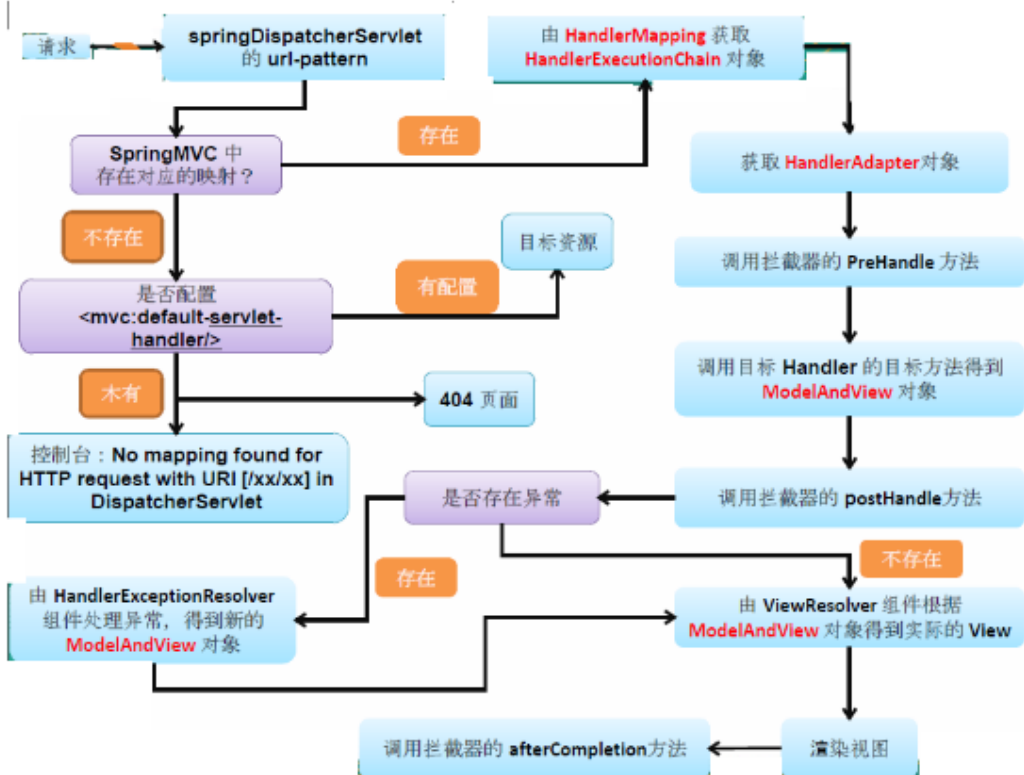 请求
springDispatcherServlet
的 url-pattern
由 HandlerMapping 获取
HandlerExecutionChain 对象
存在
SpringMVC 中
存在对应的映射？
获取 HandlerAdapter对象
不存在
目标资源
调用拦截器的 PreHandle 方法
是否配置
<mvc:default-servlet-
handler/>
有配置
调用目标 Handler 的目标方法得到
ModelAndView 对象
木有
404 页面
控制台：No mapping found for
HTTP request with URI [/xx/xx] in
DispatcherServlet
是否存在异常
调用拦截器的 postHandle方法
不存在
存在
由 HandlerExceptionResolver
组件处理异常，得到新的
ModelAndView 对象
由 ViewResolver 组件根据
ModelAndView 对象得到实际的 View
调用拦截器的 afterCompletion方法
渲染视图